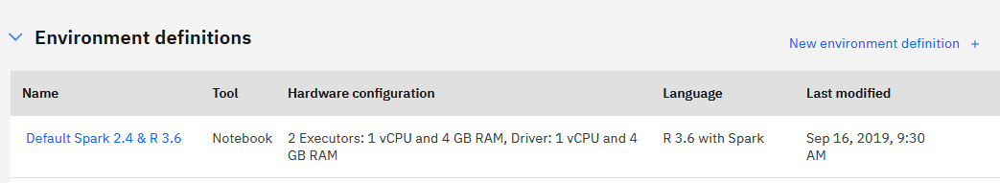 Environment definitions
New environment definition +
Name Tool Hardware configuration Language Last modified
Default Spark 2.4 & R 3.6 Notebook 2 Executors: 1 vCPU and 4 GB RAM, Driver: 1 vCPU and 4 R 3.6 with Spark Sep 16, 2019, 9:30
GB RAM AM